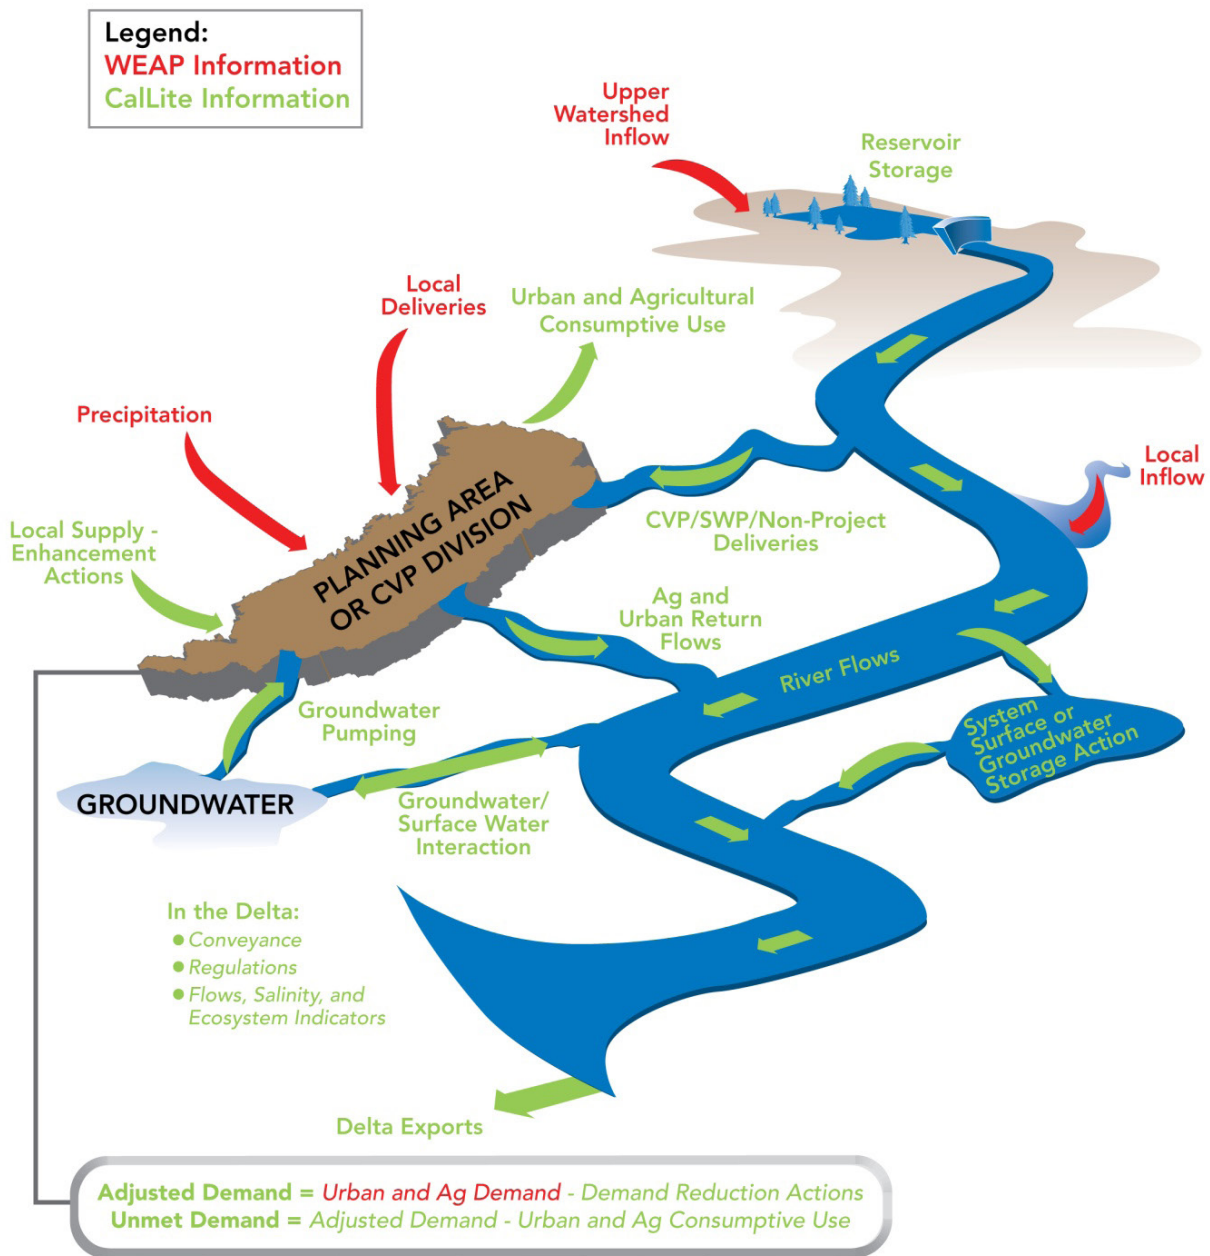 Legend:
WEAP Information
CalLite Information
Upper
Watershed
Inflow
Reservoir
Storage
Local
Deliveries
Urban and Agricultural
Consumptive Use
Precipitation
Local
Inflow
Local Supply -
Enhancement
Actions
PLANNING AREA
OR CVP DIVISION
CVP/SWP/Non-Project
Deliveries
Ag and
Urban Return
Flows
River Flows
Groundwater
Pumping
System
Surface or
Groundwater
Storage Action
GROUNDWATER
Groundwater/
Surface Water
Interaction
In the Delta:
● Conveyance
● Regulations
● Flows, Salinity, and
Ecosystem Indicators
Delta Exports
Adjusted Demand = Urban and Ag Demand - Demand Reduction Actions
Unmet Demand = Adjusted Demand - Urban and Ag Consumptive Use